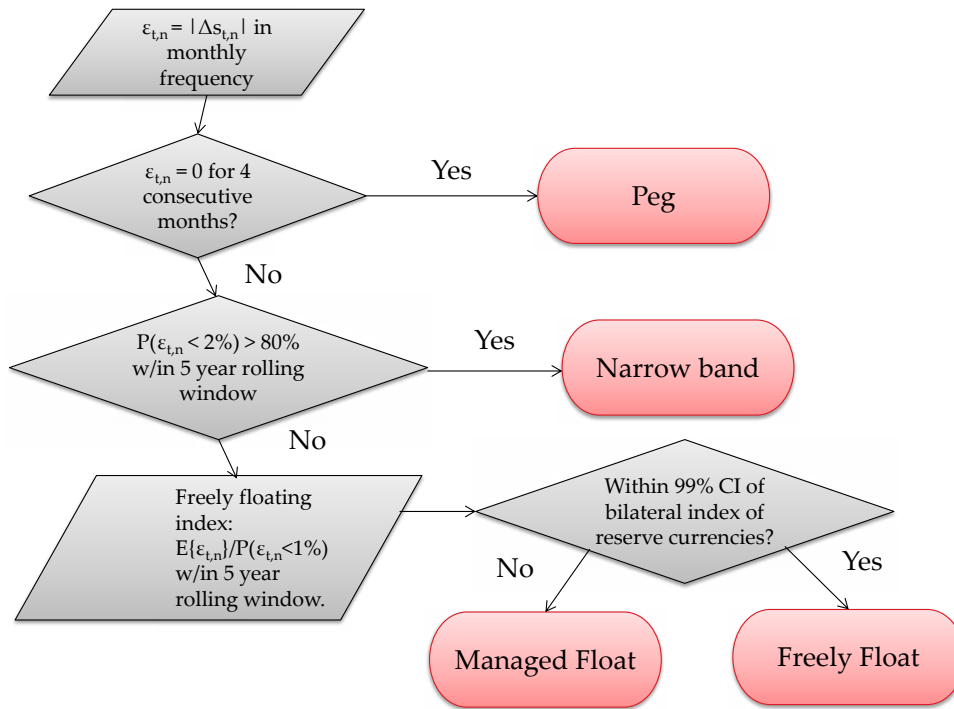 ε_{t,n} = |Δs_{t,n}| in
monthly
frequency
ε_{t,n} = 0 for 4
consecutive
months?
Yes
Peg
No
P(ε_{t,n} < 2%) > 80%
w/in 5 year rolling
window
Yes
Narrow band
No
Freely floating
index:
E{ε_{t,n}}/P(ε_{t,n}<1%)
w/in 5 year
rolling window.
Within 99% CI of
bilateral index of
reserve currencies?
No
Yes
Managed Float
Freely Float